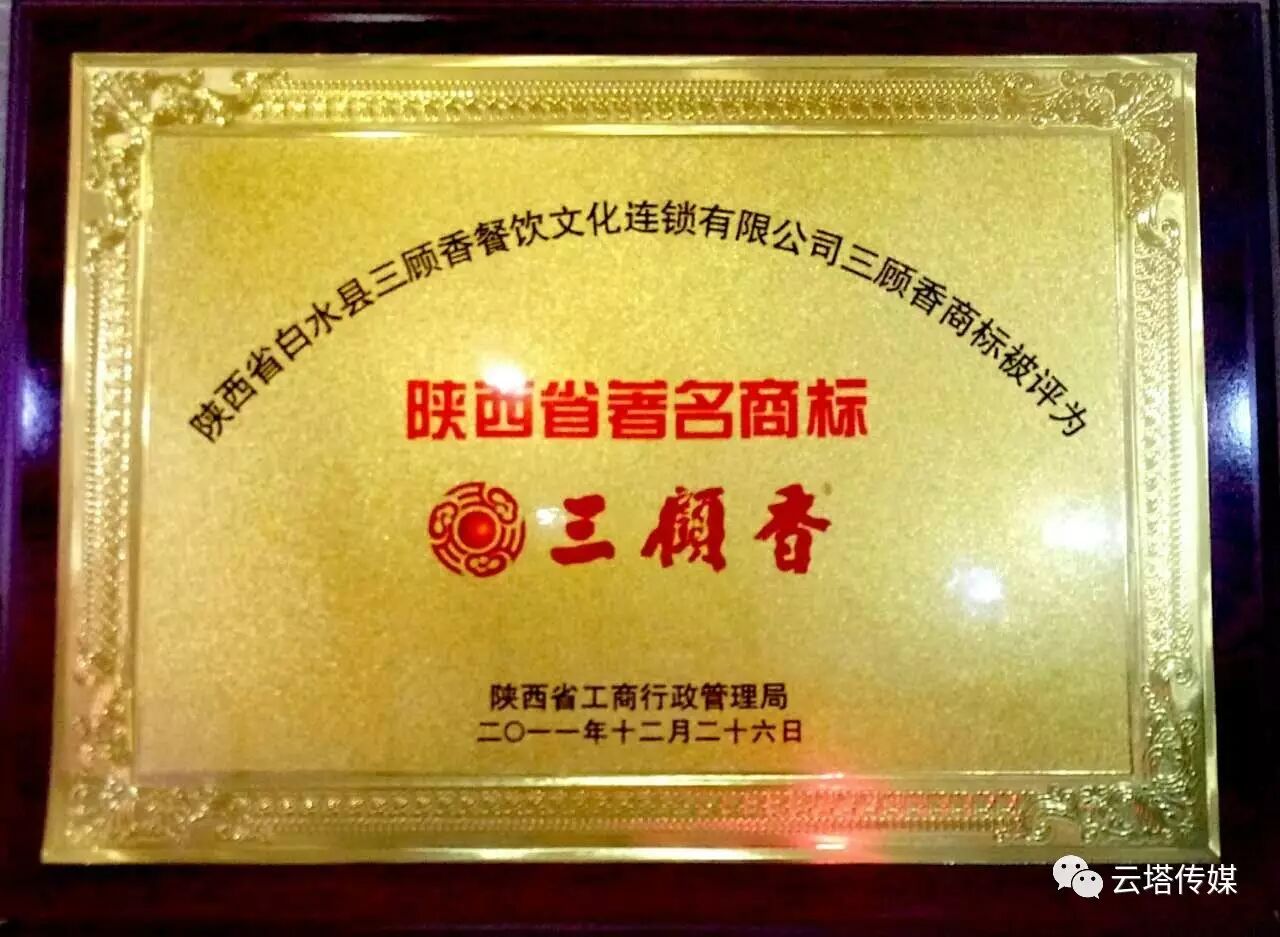 陕西省白水县三顾香餐饮文化连锁有限公司三顾香商标被评为
陕西省著名商标
三顾香®
陕西省工商行政管理局
二〇一一年十二月二十六日
云塔传媒